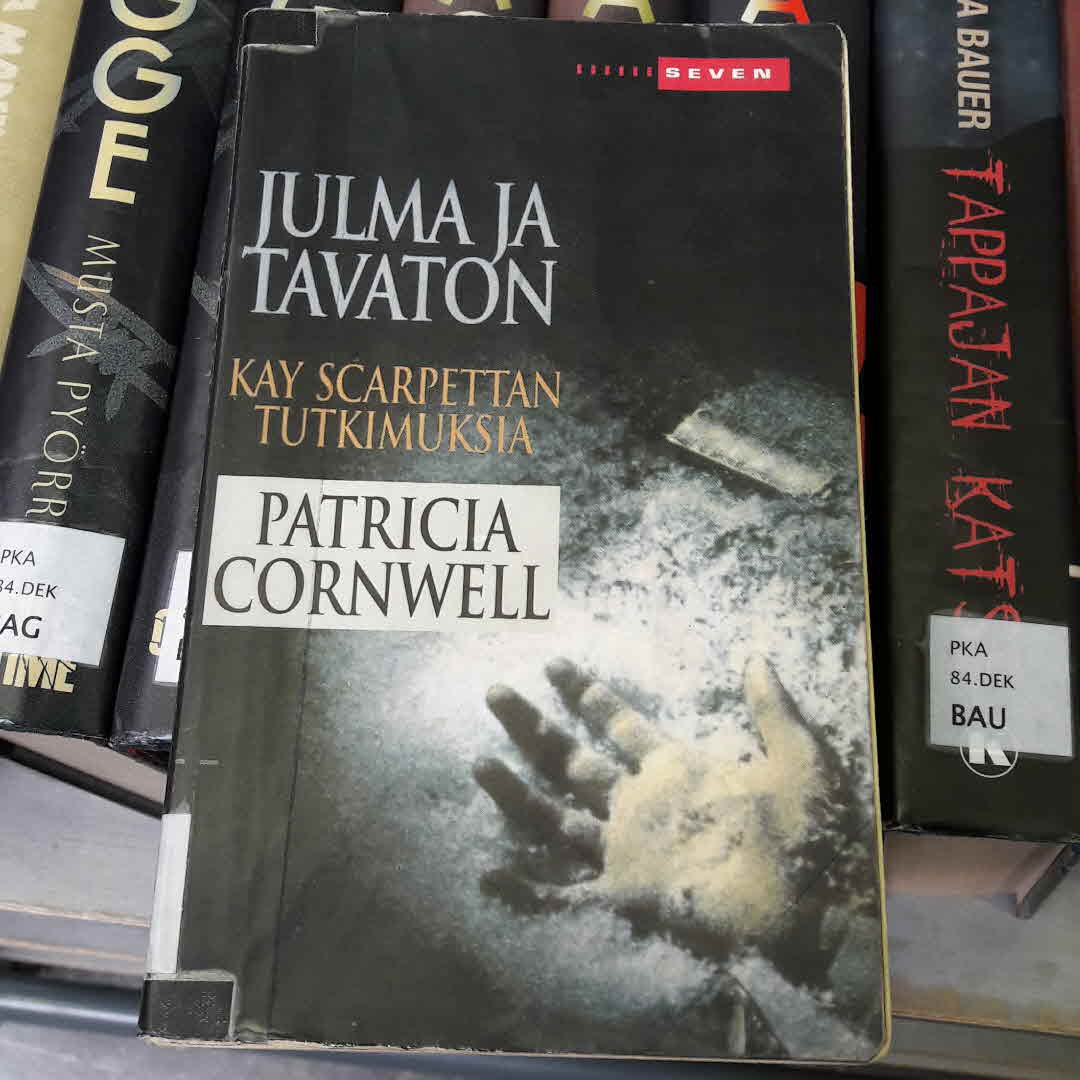 SEVEN
JULMA JA
TAVATON
KAY SCARPETTAN
TUTKIMUKSIA
PATRICIA
CORNWELL
GGE
MUSTA PYÖRR
PKA
84.DEK
AG
A BAUER
TAPPAJAN KATS
PKA
84.DEK
BAU